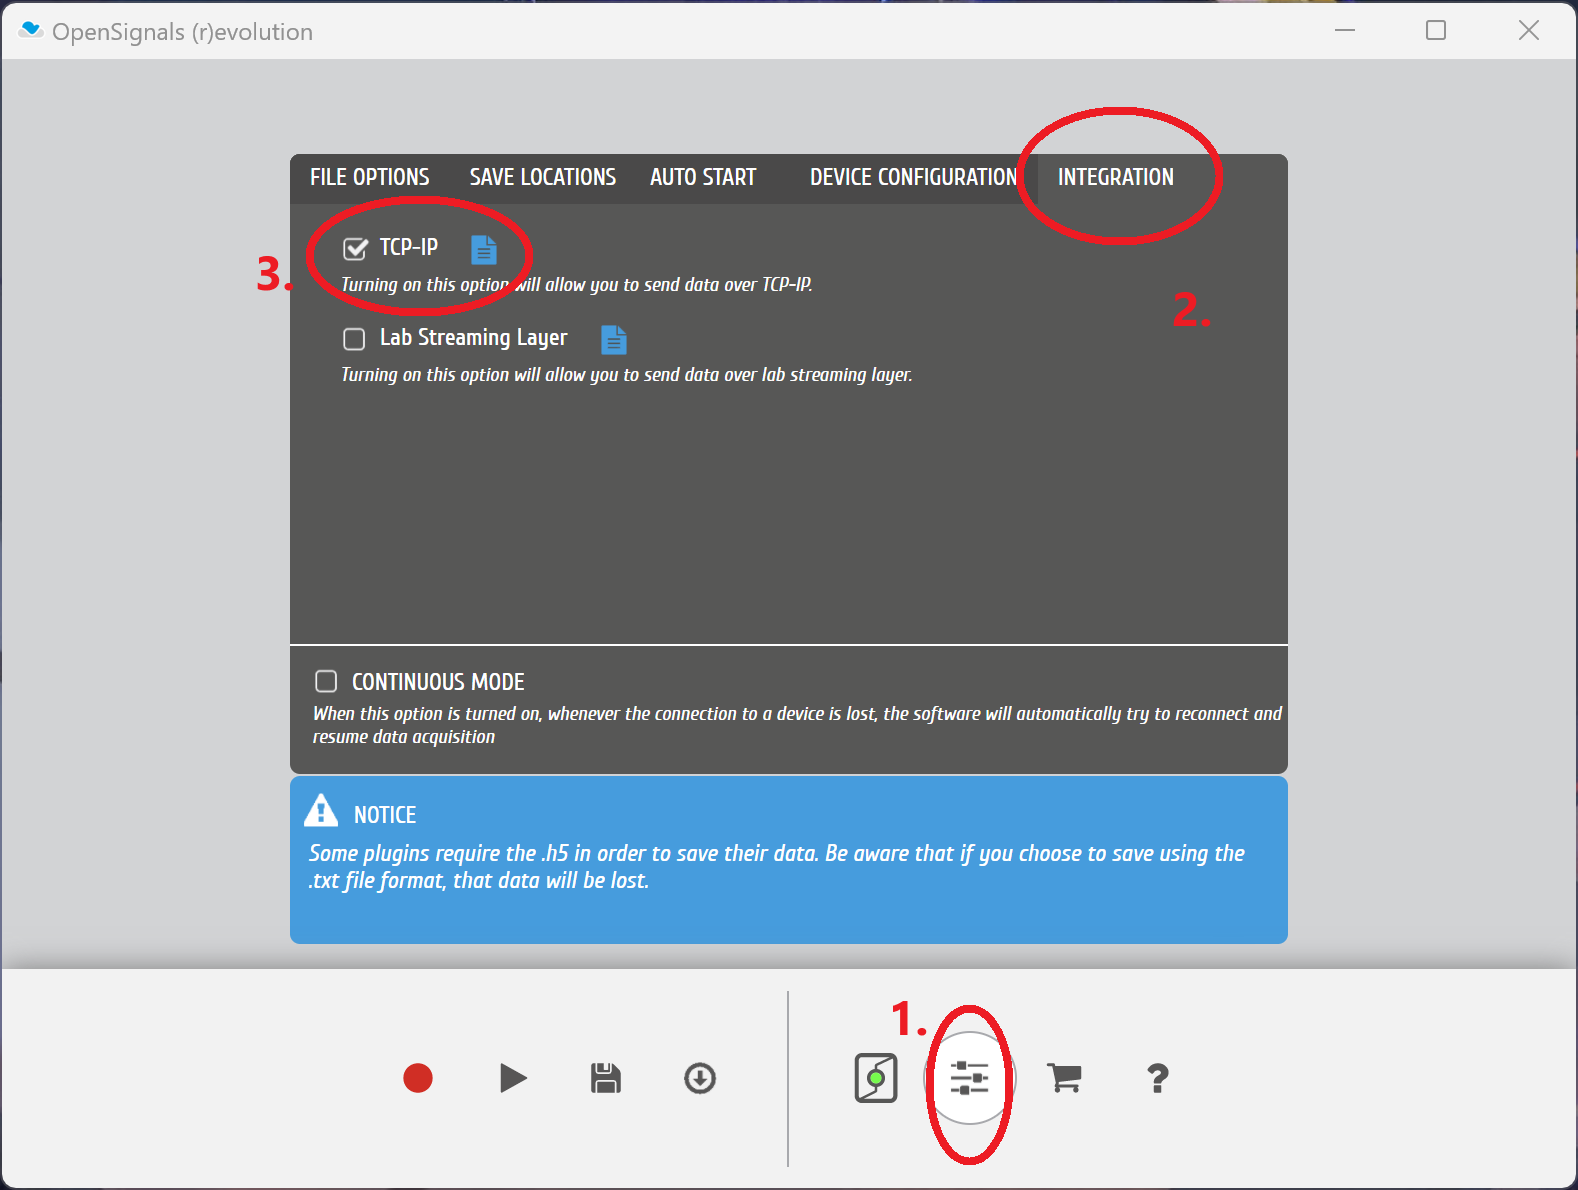 OpenSignals (r)evolution
FILE OPTIONS SAVE LOCATIONS AUTO START DEVICE CONFIGURATION INTEGRATION
3. TCP-IP
Turning on this option will allow you to send data over TCP-IP.
2.
Lab Streaming Layer
Turning on this option will allow you to send data over lab streaming layer.
CONTINUOUS MODE
When this option is turned on, whenever the connection to a device is lost, the software will automatically try to reconnect and
resume data acquisition
NOTICE
Some plugins require the .h5 in order to save their data. Be aware that if you choose to save using the
.txt file format, that data will be lost.
1.
?